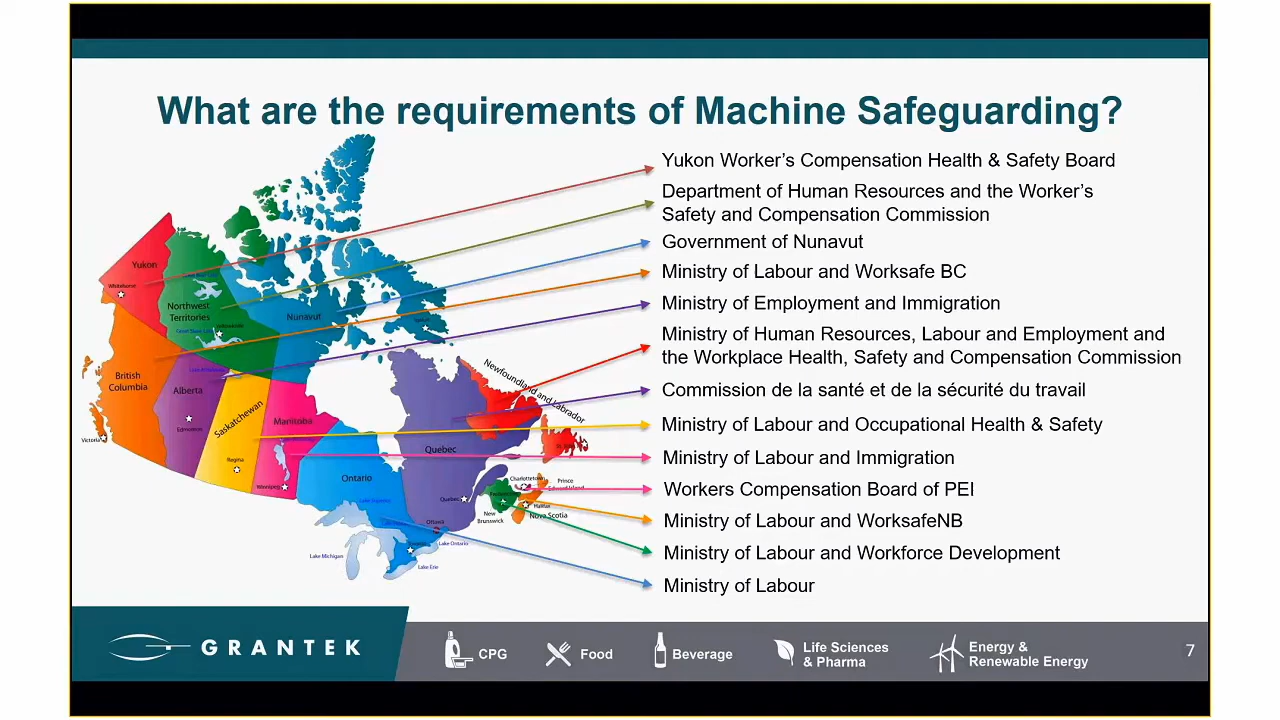 What are the requirements of Machine Safeguarding?
Yukon Worker's Compensation Health & Safety Board
Department of Human Resources and the Worker's
Safety and Compensation Commission
Government of Nunavut
Ministry of Labour and Worksafe BC
Ministry of Employment and Immigration
Ministry of Human Resources, Labour and Employment and
the Workplace Health, Safety and Compensation Commission
Commission de la santé et de la sécurité du travail
Ministry of Labour and Occupational Health & Safety
Ministry of Labour and Immigration
Workers Compensation Board of PEI
Ministry of Labour and WorksafeNB
Ministry of Labour and Workforce Development
Ministry of Labour
Yukon
Whitehorse
Northwest
Territories
Nunavut
British
Columbia
Victoria
Alberta
Edmonton
Saskatchewan
Regina
Manitoba
Winnipeg
Ontario
Ottawa
Quebec
Quebec
Newfoundland and Labrador
Charlottetown
Prince
New
Brunswick
Halifax
Nova Scotia
Lake Michigan
Lake Ontario
Lake Erie
GRANTEK
CPG
Food
Beverage
Life Sciences
& Pharma
Energy &
Renewable Energy
7